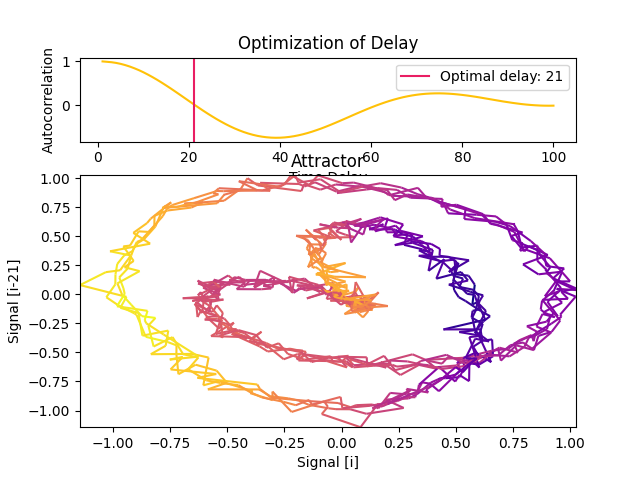 Optimization of Delay
Autocorrelation
1
0
Optimal delay: 21
0 20 40 60 80 100
Attractor
Signal [i-21]
1.00
0.75
0.50
0.25
0.00
−0.25
−0.50
−0.75
−1.00
−1.00 −0.75 −0.50 −0.25 0.00 0.25 0.50 0.75 1.00
Signal [i]